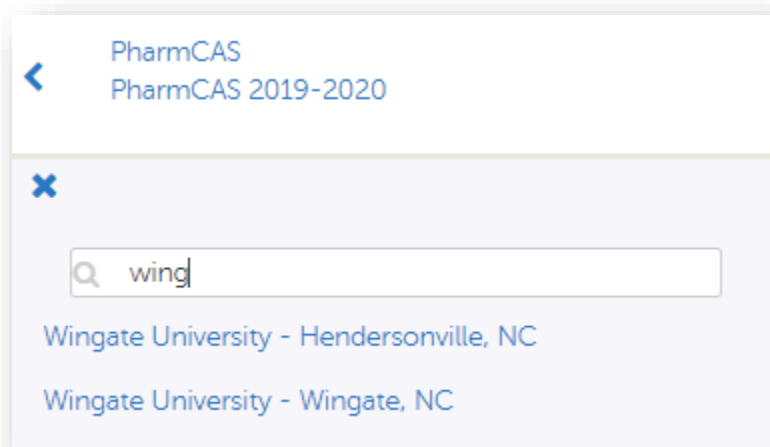 PharmCAS
PharmCAS 2019-2020
wing
Wingate University - Hendersonville, NC
Wingate University - Wingate, NC